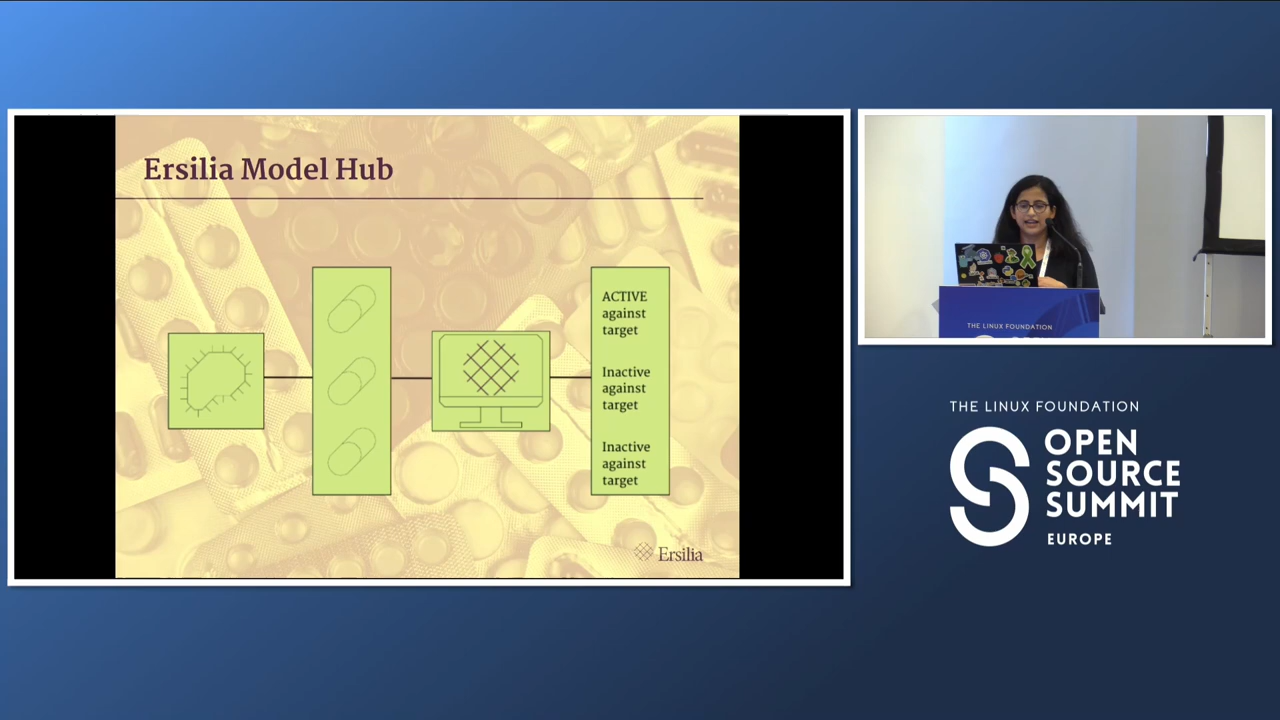 Ersilia Model Hub
ACTIVE
against
target
Inactive
against
target
Inactive
against
target
Ersilia
THE LINUX FOUNDATION
THE LINUX FOUNDATION
OPEN
SOURCE
SUMMIT
EUROPE